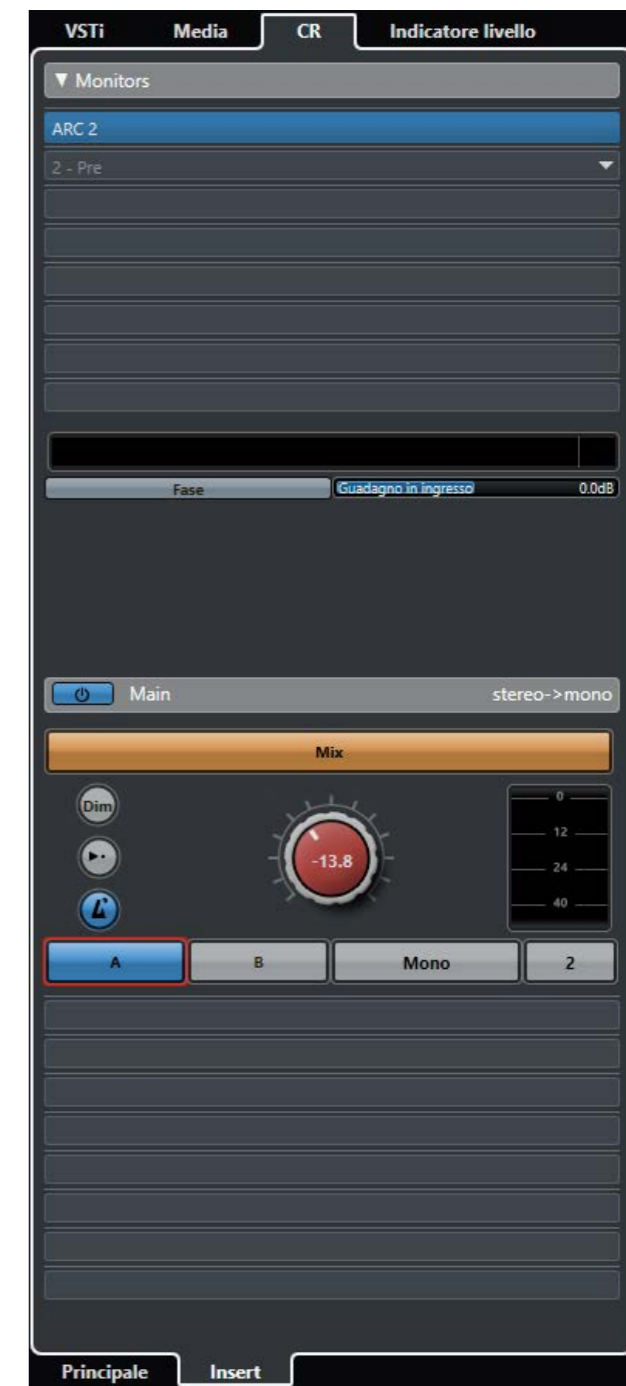 VSTi Media CR Indicatore livello
Monitors
ARC 2
2 - Pre
Fase Guadagno in ingresso 0.0dB
Main stereo->mono
Mix
Dim
0
12
-13.8
24
40
A B Mono 2
Principale Insert